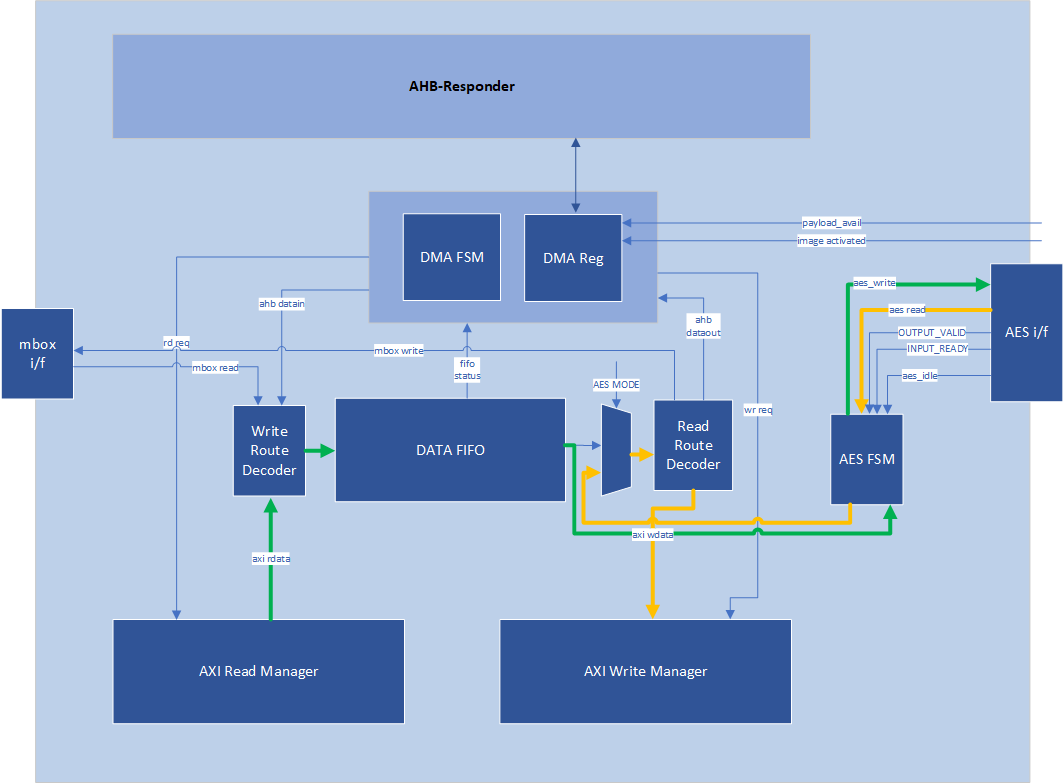 AHB-Responder
DMA FSM
DMA Reg
payload_avail
image activated
aes_write
aes read
OUTPUT_VALID
INPUT_READY
aes_idle
AES i/f
ahb datain
ahb
dataout
mbox
i/f
rd req
mbox write
mbox read
fifo
status
AES MODE
wr req
Write
Route
Decoder
DATA FIFO
Read
Route
Decoder
AES FSM
axi wdata
axi rdata
AXI Read Manager
AXI Write Manager